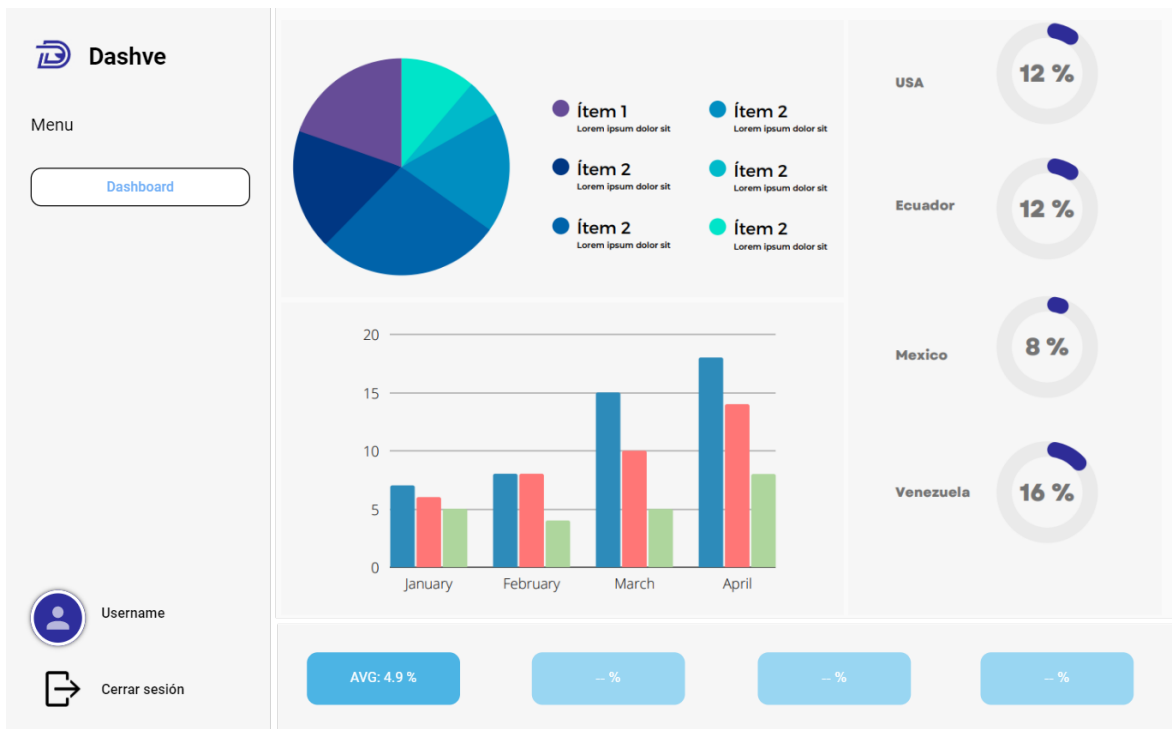 Dashve
Menu
Dashboard
Username
Cerrar sesión
Ítem 1
Lorem ipsum dolor sit
Ítem 2
Lorem ipsum dolor sit
Ítem 2
Lorem ipsum dolor sit
Ítem 2
Lorem ipsum dolor sit
Ítem 2
Lorem ipsum dolor sit
Ítem 2
Lorem ipsum dolor sit
20
15
10
5
0
January February March April
USA
12 %
Ecuador
12 %
Mexico
8 %
Venezuela
16 %
AVG: 4.9 %
-- %
-- %
-- %